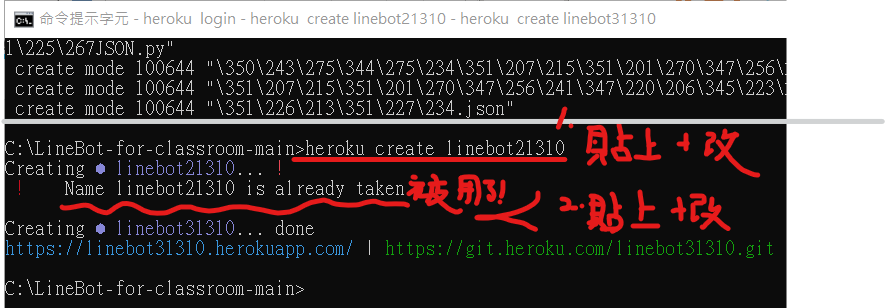 命令提示字元 - heroku login - heroku create linebot21310 - heroku create linebot31310
1\225\267JSON.py"
create mode 100644 "\350\243\275\344\275\234\351\207\215\351\201\270\347\256\
create mode 100644 "\351\207\215\351\201\270\347\256\241\347\220\206\345\223\
create mode 100644 "\351\226\213\351\227\234.json"
C:\LineBot-for-classroom-main>heroku create linebot21310 1. 貼上+改
Creating ⬢ linebot21310... !
! Name linebot21310 is already taken 被用了! 2. 貼上+改
Creating ⬢ linebot31310... done
https://linebot31310.herokuapp.com/ | https://git.heroku.com/linebot31310.git
C:\LineBot-for-classroom-main>